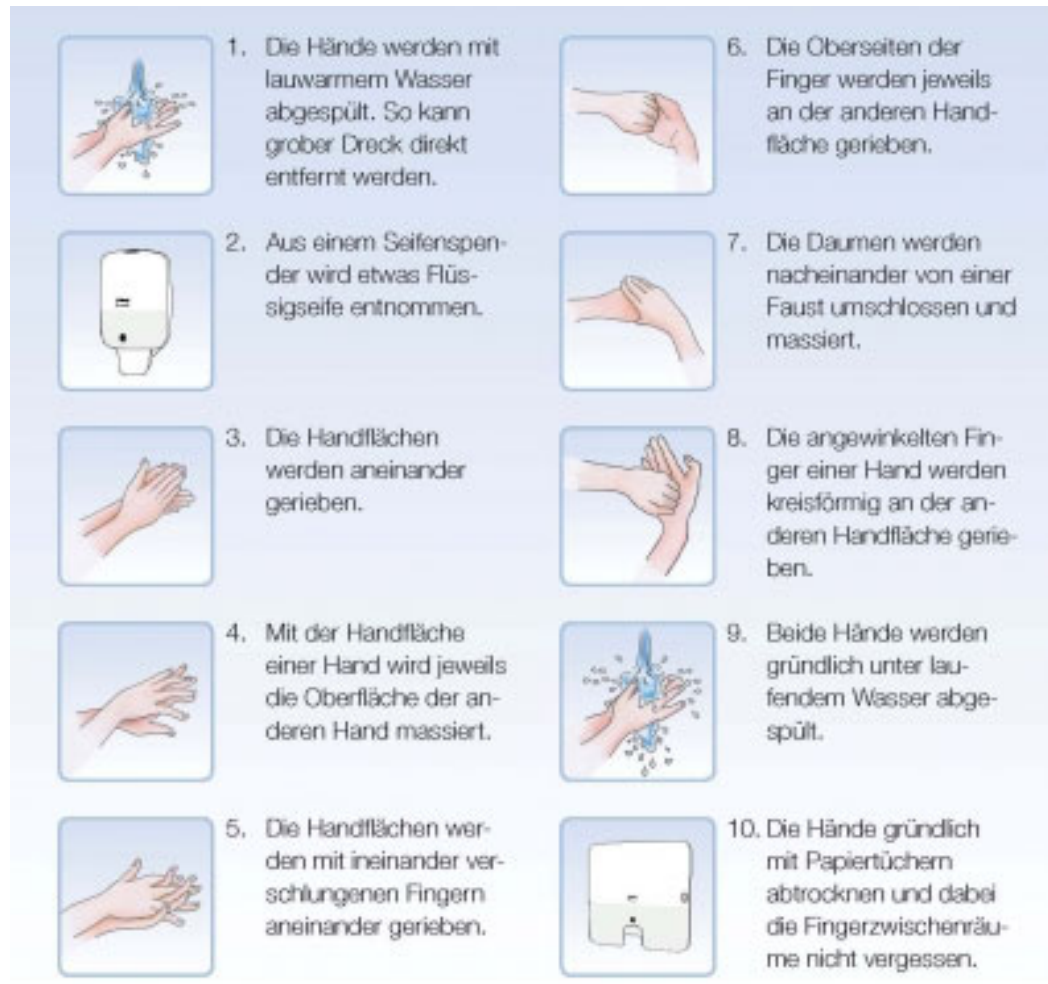 1. Die Hände werden mit
lauwarmem Wasser
abgespült. So kann
grober Dreck direkt
entfernt werden.
2. Aus einem Seifenspen-
der wird etwas Flüs-
sigseife entnommen.
3. Die Handflächen
werden aneinander
gerieben.
4. Mit der Handfläche
einer Hand wird jeweils
die Oberfläche der an-
deren Hand massiert.
5. Die Handflächen wer-
den mit ineinander ver-
schlungenen Fingern
aneinander gerieben.
6. Die Oberseiten der
Finger werden jeweils
an der anderen Hand-
fläche gerieben.
7. Die Daumen werden
nacheinander von einer
Faust umschlossen und
massiert.
8. Die angewinkelten Fin-
ger einer Hand werden
kreisförmig an der an-
deren Handfläche gerie-
ben.
9. Beide Hände werden
gründlich unter lau-
fendem Wasser abge-
spült.
10. Die Hände gründlich
mit Papiertüchern
abtrocknen und dabei
die Fingerzwischenräu-
me nicht vergessen.